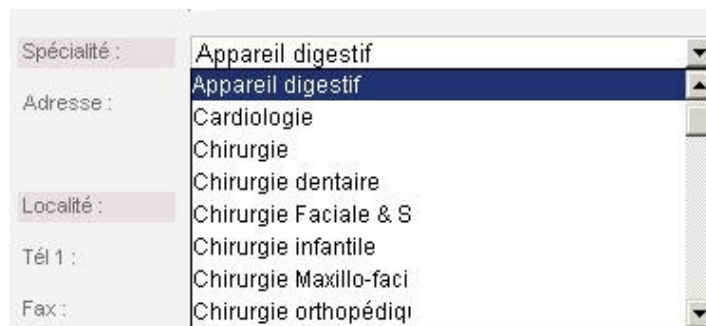 Spécialité :
Appareil digestif
Appareil digestif
Adresse :
Cardiologie
Chirurgie
Chirurgie dentaire
Localité :
Chirurgie Faciale & S
Chirurgie infantile
Tél 1 :
Chirurgie Maxillo-faci
Fax :
Chirurgie orthopédiq